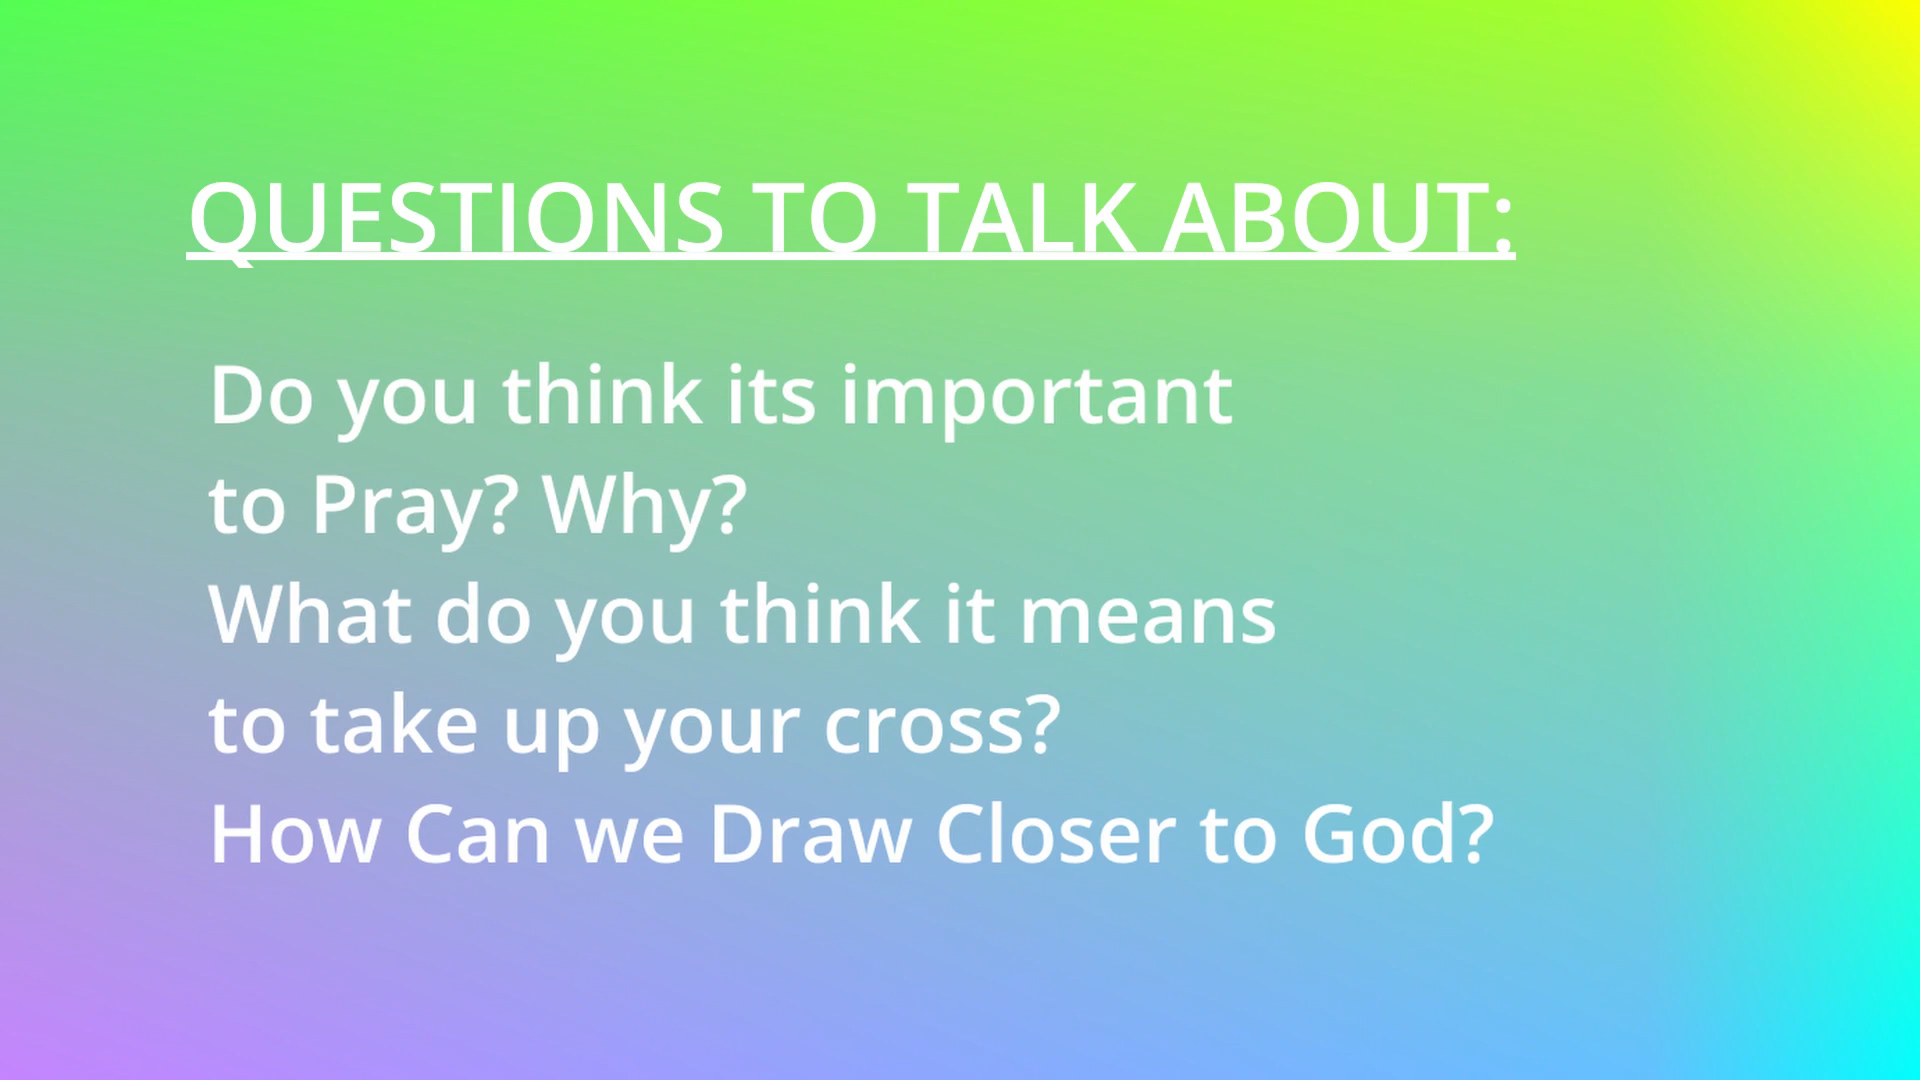 QUESTIONS TO TALK ABOUT:
Do you think its important
to Pray? Why?
What do you think it means
to take up your cross?
How Can we Draw Closer to God?